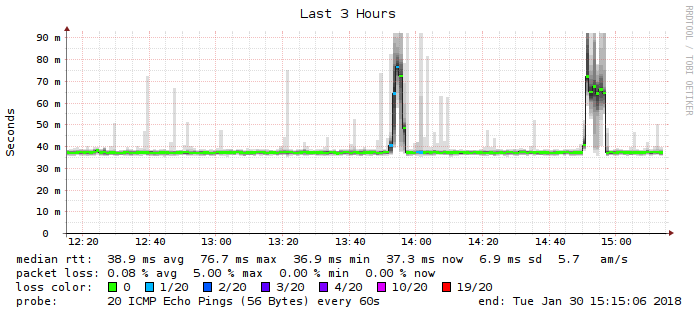 Last 3 Hours
RRDTOOL / TOBI OETIKER
Seconds
90 m
80 m
70 m
60 m
50 m
40 m
30 m
20 m
10 m
0
12:20 12:40 13:00 13:20 13:40 14:00 14:20 14:40 15:00
median rtt: 38.9 ms avg 76.7 ms max 36.9 ms min 37.3 ms now 6.9 ms sd 5.7 am/s
packet loss: 0.08 % avg 5.00 % max 0.00 % min 0.00 % now
loss color: 0 1/20 2/20 3/20 4/20 10/20 19/20
probe: 20 ICMP Echo Pings (56 Bytes) every 60s end: Tue Jan 30 15:15:06 2018